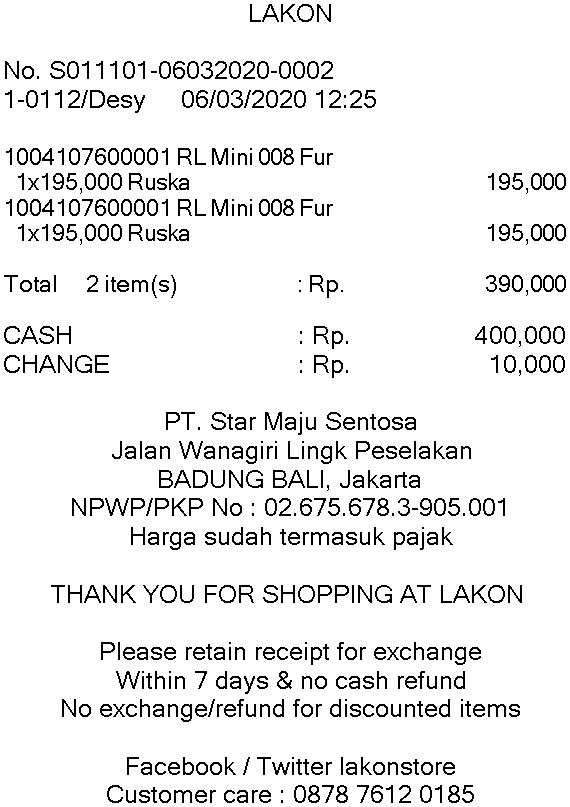 LAKON
No. S011101-06032020-0002
1-0112/Desy 06/03/2020 12:25
1004107600001 RL Mini 008 Fur
1x195,000 Ruska 195,000
1004107600001 RL Mini 008 Fur
1x195,000 Ruska 195,000
Total 2 item(s) : Rp. 390,000
CASH : Rp. 400,000
CHANGE : Rp. 10,000
PT. Star Maju Sentosa
Jalan Wanagiri Lingk Peselakan
BADUNG BALI, Jakarta
NPWP/PKP No : 02.675.678.3-905.001
Harga sudah termasuk pajak
THANK YOU FOR SHOPPING AT LAKON
Please retain receipt for exchange
Within 7 days & no cash refund
No exchange/refund for discounted items
Facebook / Twitter lakonstore
Customer care : 0878 7612 0185